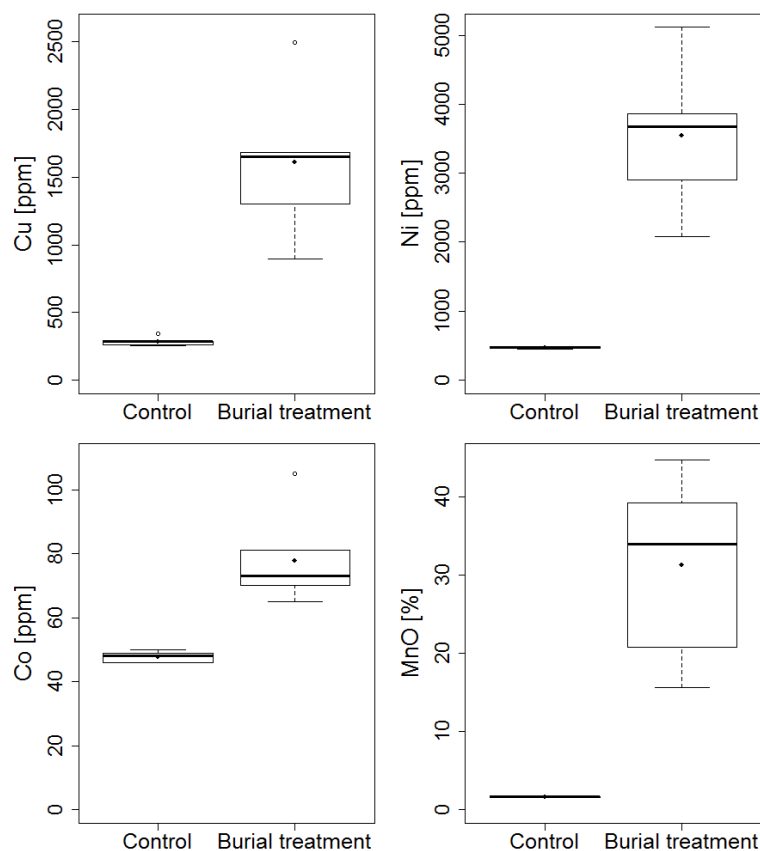 Cu [ppm]
2500
2000
1500
1000
500
0
Control Burial treatment
Ni [ppm]
5000
4000
3000
2000
1000
0
Control Burial treatment
Co [ppm]
100
80
60
40
20
0
Control Burial treatment
MnO [%]
40
30
20
10
0
Control Burial treatment